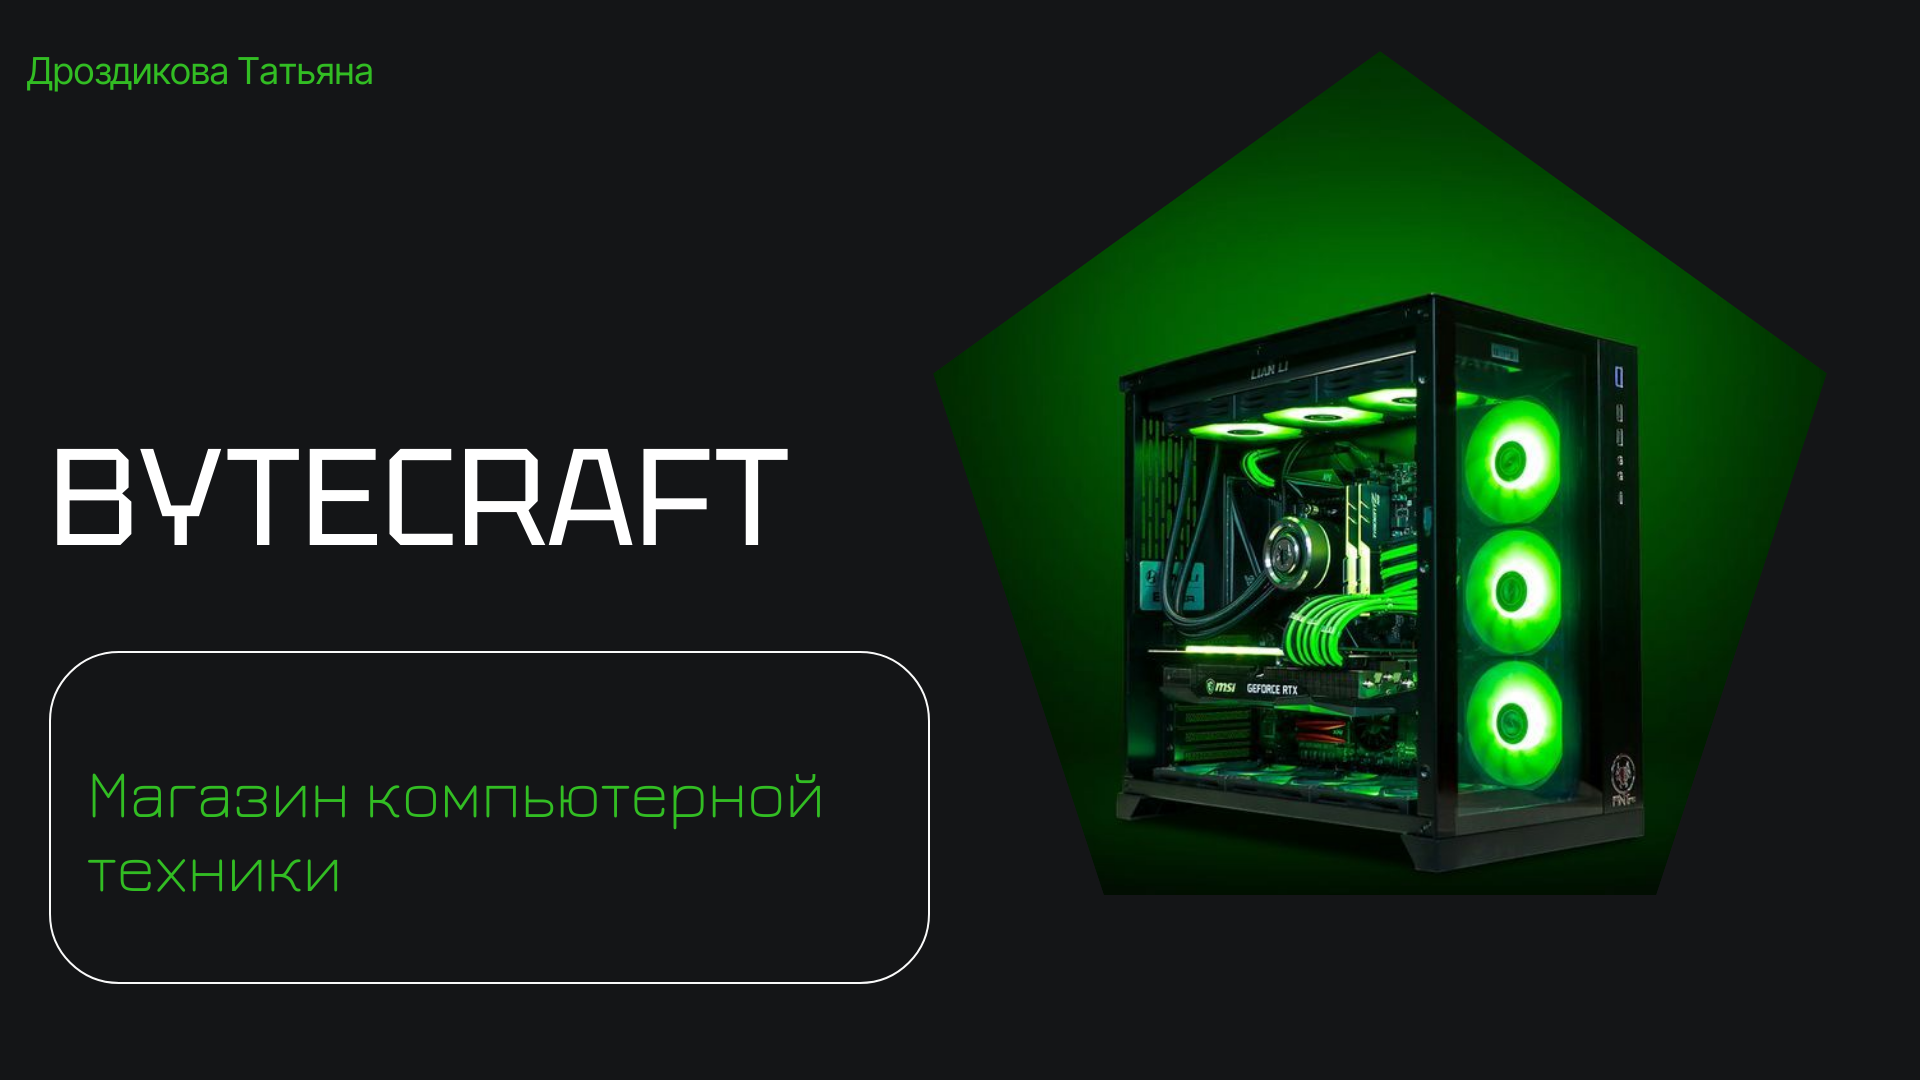 Дроздикова Татьяна
BYTECRAFT
Магазин компьютерной
техники
LIAN LI
msi GEFORCE RTX